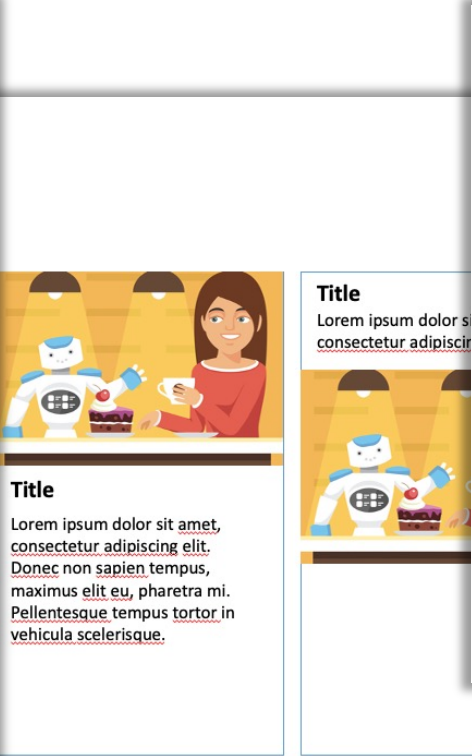 Title
Lorem ipsum dolor sit amet,
consectetur adipiscing elit.
Donec non sapien tempus,
maximus elit eu, pharetra mi.
Pellentesque tempus tortor in
vehicula scelerisque.
Title
Lorem ipsum dolor si
consectetur adipiscin